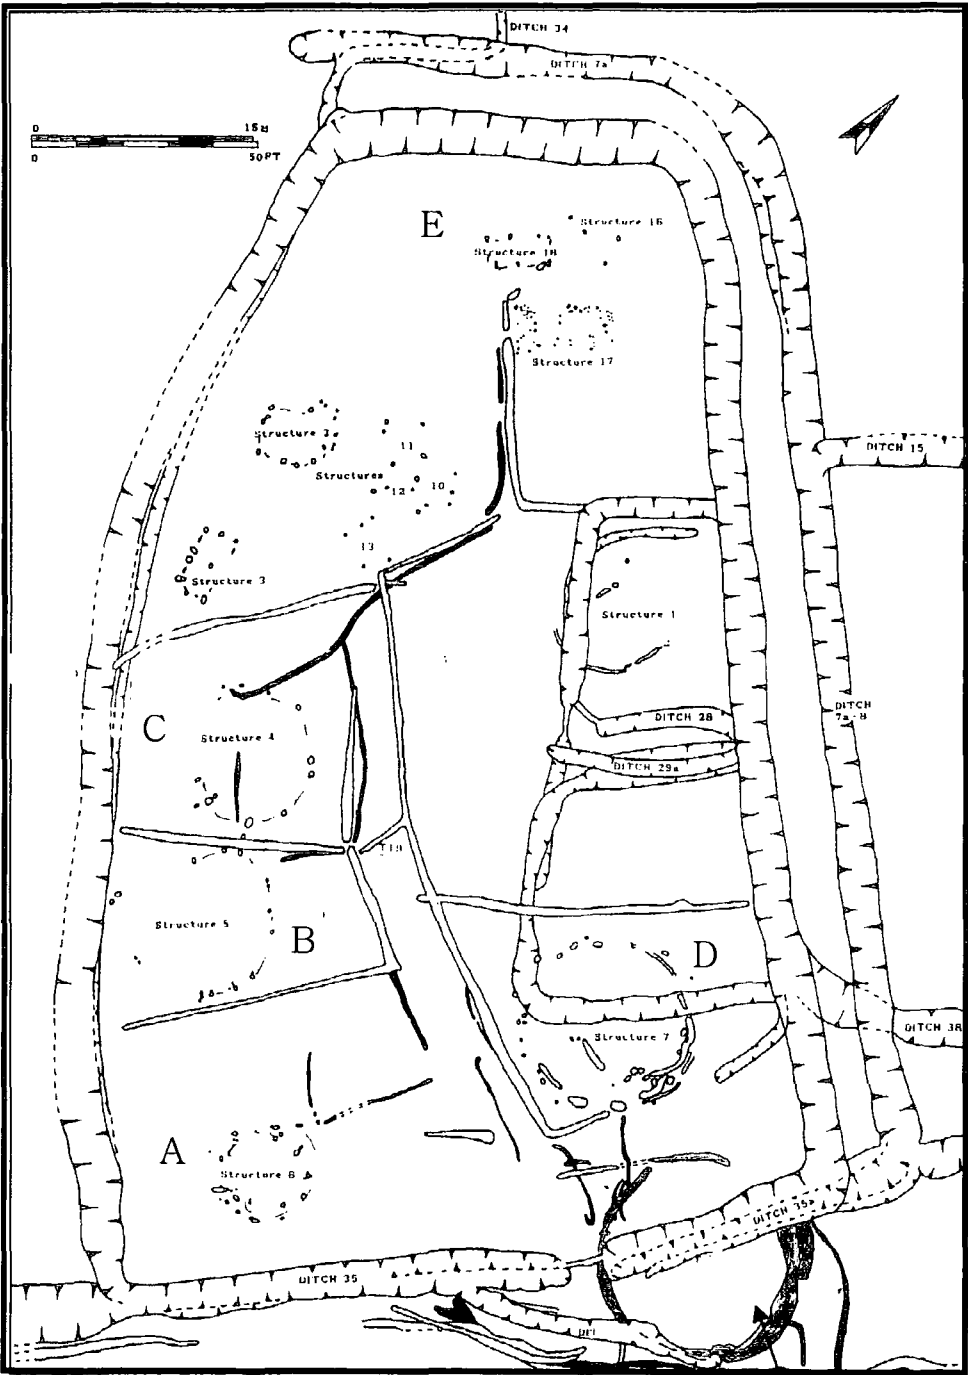 DITCH 34
DITCH 7a
0 15M
0 50FT
E
Structure 16
Structure 18
Structure 17
Structure 2
11
Structures
12
10
DITCH 15
13
Structure 3
Structure 1
C
DITCH 28
DITCH
7a-8
Structure 4
DITCH 29a
Structure 5
B
D
DITCH 38
Structure 7
A
Structure 6
DITCH 35a
DITCH 35